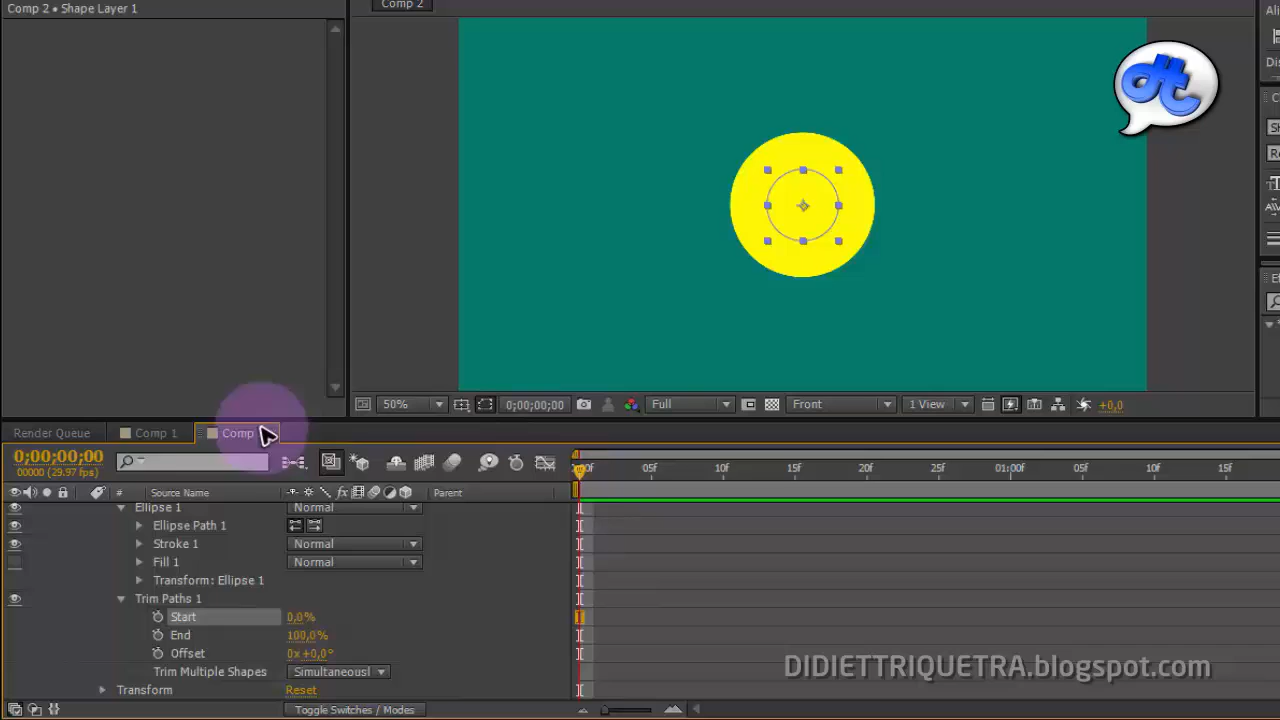 Comp 2 • Shape Layer 1
Comp 2
dt
50%
0;00;00;00
Full
Front
1 View
+0,0
Render Queue
Comp 1
Comp
0;00;00;00
00000 (29.97 fps)
05f
10f
15f
20f
25f
01:00f
05f
10f
15f
#
Source Name
fx
Parent
Ellipse 1
Normal
Ellipse Path 1
Stroke 1
Normal
Fill 1
Normal
Transform: Ellipse 1
Trim Paths 1
Start
0,0%
End
100,0%
Offset
0x+0,0°
Trim Multiple Shapes
Simultaneousl
Transform
Reset
Toggle Switches / Modes
DIDIETTRIQUETRA.blogspot.com